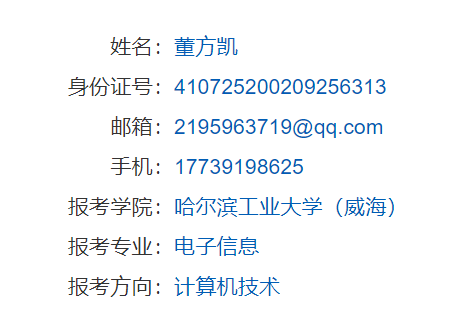 姓名：董方凯
身份证号：410725200209256313
邮箱：2195963719@qq.com
手机：17739198625
报考学院：哈尔滨工业大学（威海）
报考专业：电子信息
报考方向：计算机技术